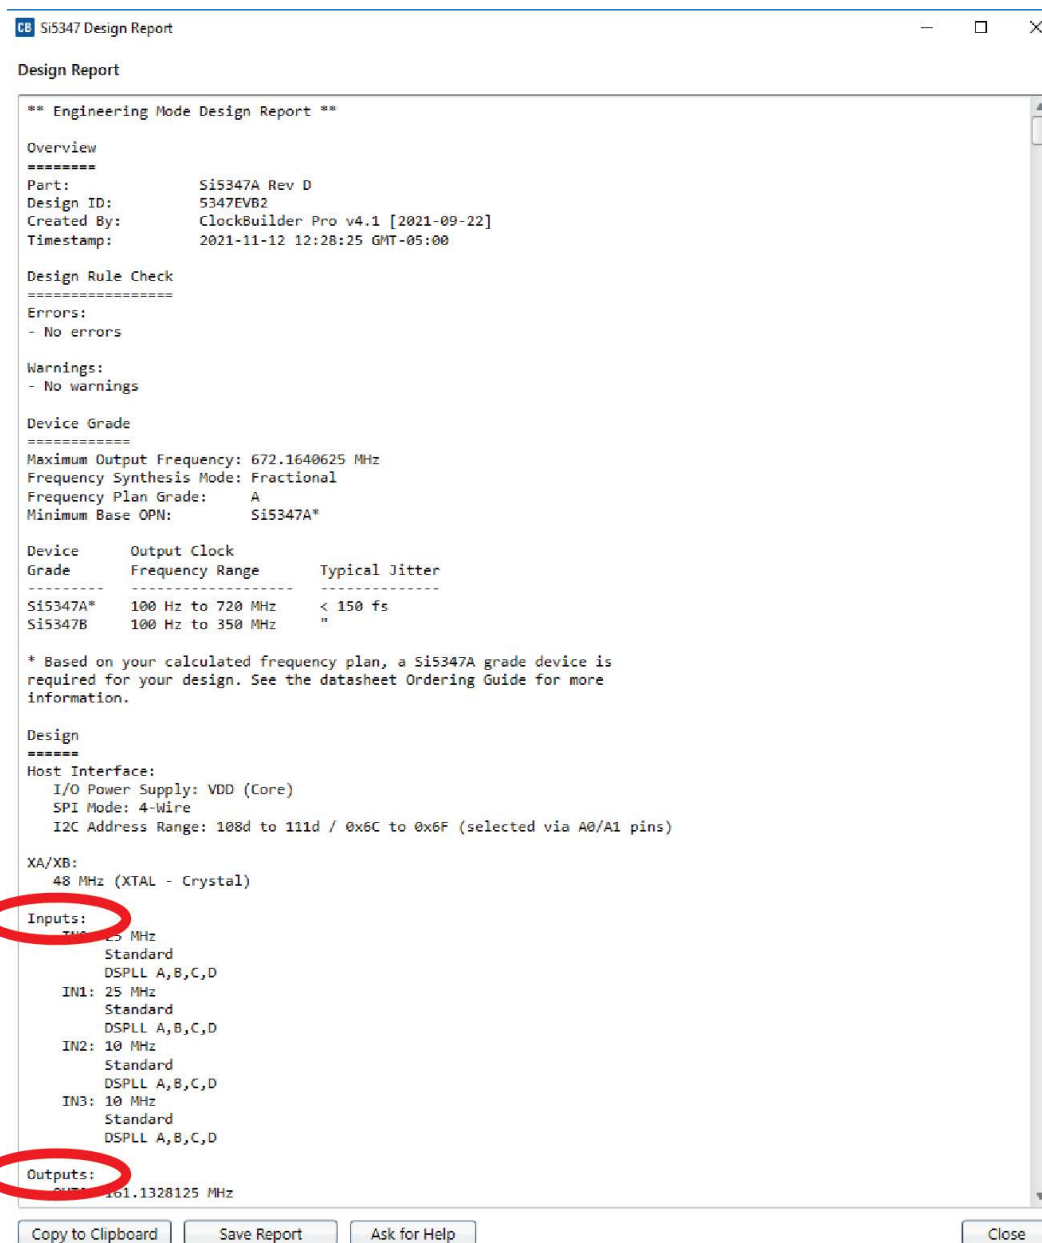 CB Si5347 Design Report
Design Report
** Engineering Mode Design Report **
Overview
========
Part: Si5347A Rev D
Design ID: 5347EVB2
Created By: ClockBuilder Pro v4.1 [2021-09-22]
Timestamp: 2021-11-12 12:28:25 GMT-05:00
Design Rule Check
=================
Errors:
- No errors
Warnings:
- No warnings
Device Grade
============
Maximum Output Frequency: 672.1640625 MHz
Frequency Synthesis Mode: Fractional
Frequency Plan Grade: A
Minimum Base OPN: Si5347A*
Device Output Clock
Grade Frequency Range Typical Jitter
--------- ------------------- --------------
Si5347A* 100 Hz to 720 MHz < 150 fs
Si5347B 100 Hz to 350 MHz "
* Based on your calculated frequency plan, a Si5347A grade device is
required for your design. See the datasheet Ordering Guide for more
information.
Design
======
Host Interface:
I/O Power Supply: VDD (Core)
SPI Mode: 4-Wire
I2C Address Range: 108d to 111d / 0x6C to 0x6F (selected via A0/A1 pins)
XA/XB:
48 MHz (XTAL - Crystal)
Inputs:
25 MHz
Standard
DSPLL A,B,C,D
IN1: 25 MHz
Standard
DSPLL A,B,C,D
IN2: 10 MHz
Standard
DSPLL A,B,C,D
IN3: 10 MHz
Standard
DSPLL A,B,C,D
Outputs:
161.1328125 MHz
Copy to Clipboard Save Report Ask for Help Close